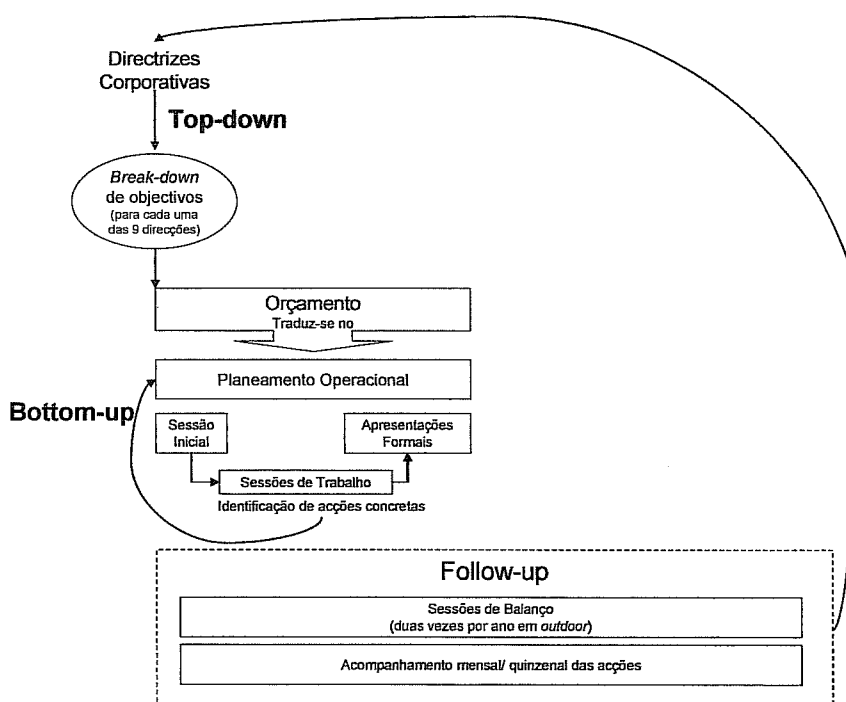 Directrizes
Corporativas
Top-down
Break-down
de objectivos
(para cada uma
das 9 direcções)
Orçamento
Traduz-se no
Planeamento Operacional
Bottom-up
Sessão
Inicial
Apresentações
Formais
Sessões de Trabalho
Identificação de acções concretas
Follow-up
Sessões de Balanço
(duas vezes por ano em outdoor)
Acompanhamento mensal/ quinzenal das acções